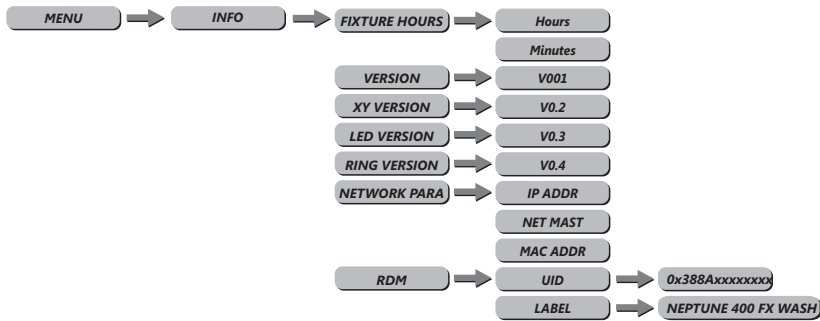 MENU INFO FIXTURE HOURS Hours
Minutes
VERSION V001
XY VERSION V0.2
LED VERSION V0.3
RING VERSION V0.4
NETWORK PARA IP ADDR
NET MAST
MAC ADDR
RDM UID 0x388Axxxxxxxx
LABEL NEPTUNE 400 FX WASH